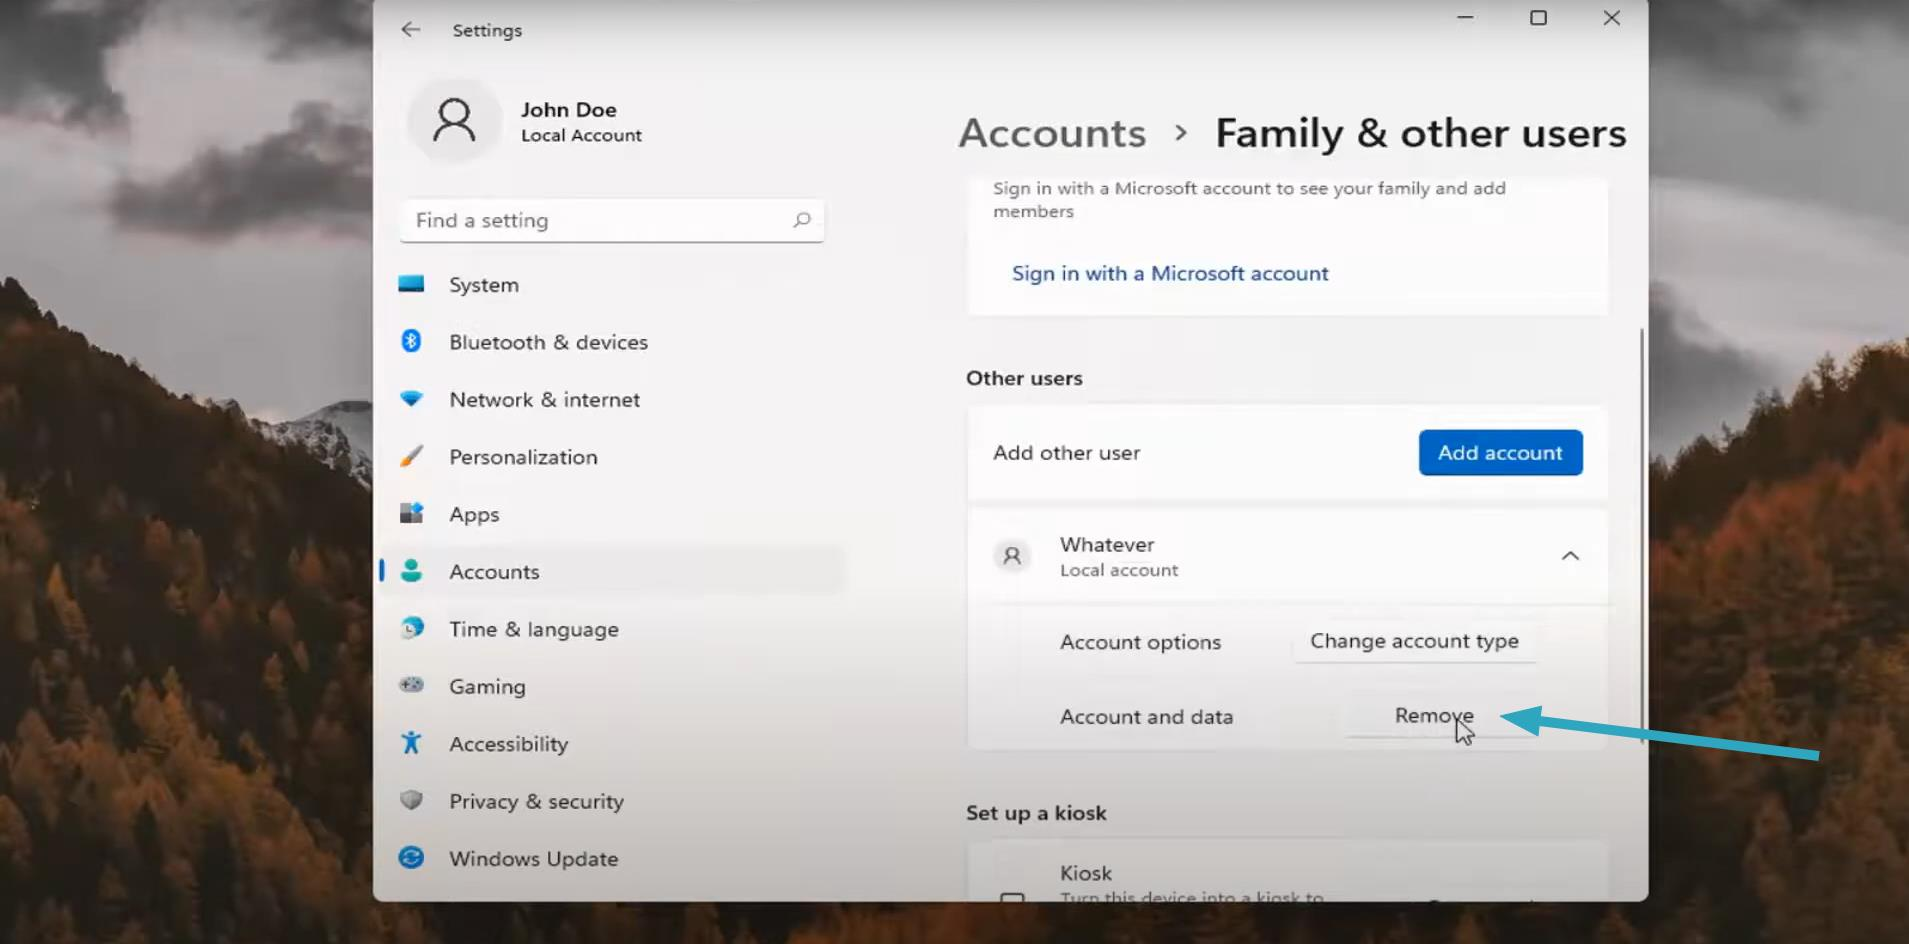 Settings
John Doe
Local Account
Find a setting
System
Bluetooth & devices
Network & internet
Personalization
Apps
Accounts
Time & language
Gaming
Accessibility
Privacy & security
Windows Update
Accounts > Family & other users
Sign in with a Microsoft account to see your family and add
members
Sign in with a Microsoft account
Other users
Add other user
Add account
Whatever
Local account
Account options
Change account type
Account and data
Remove
Set up a kiosk
Kiosk
Turn this device into a kiosk to